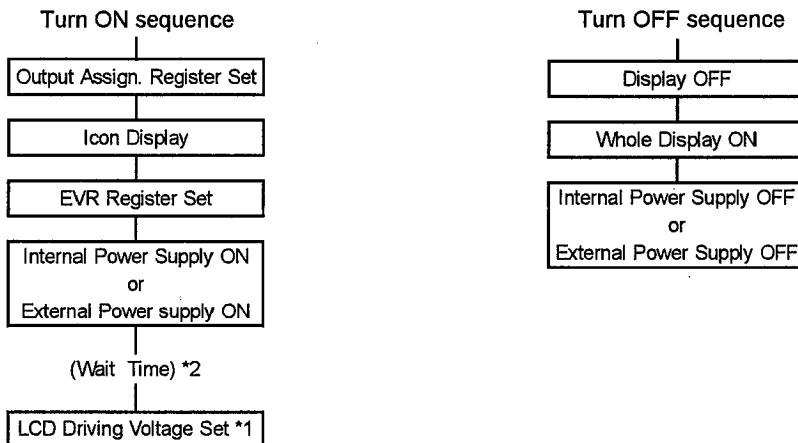 Turn ON sequence
Output Assign. Register Set
Icon Display
EVR Register Set
Internal Power Supply ON
or
External Power supply ON
(Wait Time) *2
LCD Driving Voltage Set *1
Turn OFF sequence
Display OFF
Whole Display ON
Internal Power Supply OFF
or
External Power Supply OFF